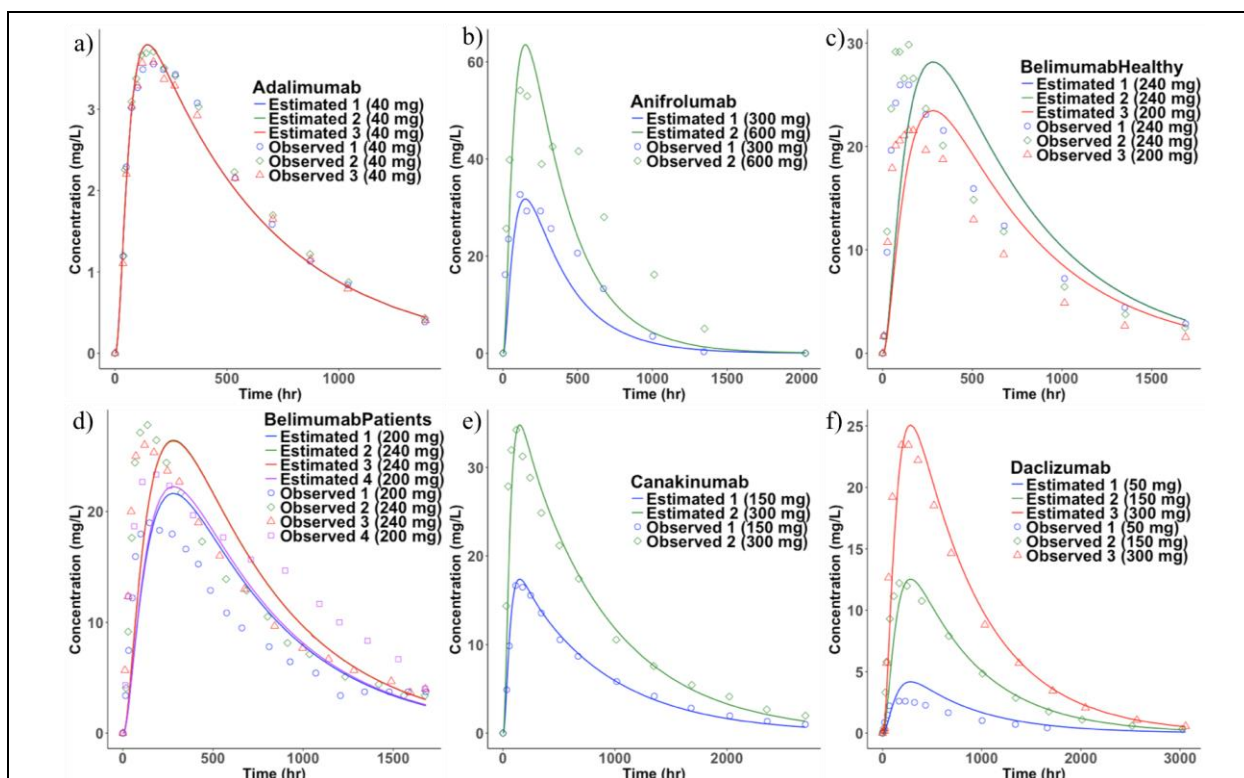 a)
Adalimumab
Estimated 1 (40 mg)
Estimated 2 (40 mg)
Estimated 3 (40 mg)
Observed 1 (40 mg)
Observed 2 (40 mg)
Observed 3 (40 mg)
Concentration (mg/L)
3
2
1
0
0 500 1000
Time (hr)
b)
Anifrolumab
Estimated 1 (300 mg)
Estimated 2 (600 mg)
Observed 1 (300 mg)
Observed 2 (600 mg)
Concentration (mg/L)
60
40
20
0
0 500 1000 1500 2000
Time (hr)
c)
BelimumabHealthy
Estimated 1 (240 mg)
Estimated 2 (240 mg)
Estimated 3 (200 mg)
Observed 1 (240 mg)
Observed 2 (240 mg)
Observed 3 (200 mg)
Concentration (mg/L)
30
20
10
0
0 500 1000 1500
Time (hr)
d)
BelimumabPatients
Estimated 1 (200 mg)
Estimated 2 (240 mg)
Estimated 3 (240 mg)
Estimated 4 (200 mg)
Observed 1 (200 mg)
Observed 2 (240 mg)
Observed 3 (240 mg)
Observed 4 (200 mg)
Concentration (mg/L)
20
10
0
0 500 1000 1500
Time (hr)
e)
Canakinumab
Estimated 1 (150 mg)
Estimated 2 (300 mg)
Observed 1 (150 mg)
Observed 2 (300 mg)
Concentration (mg/L)
30
20
10
0
0 1000 2000
Time (hr)
f)
Daclizumab
Estimated 1 (50 mg)
Estimated 2 (150 mg)
Estimated 3 (300 mg)
Observed 1 (50 mg)
Observed 2 (150 mg)
Observed 3 (300 mg)
Concentration (mg/L)
25
20
15
10
5
0
0 1000 2000 3000
Time (hr)